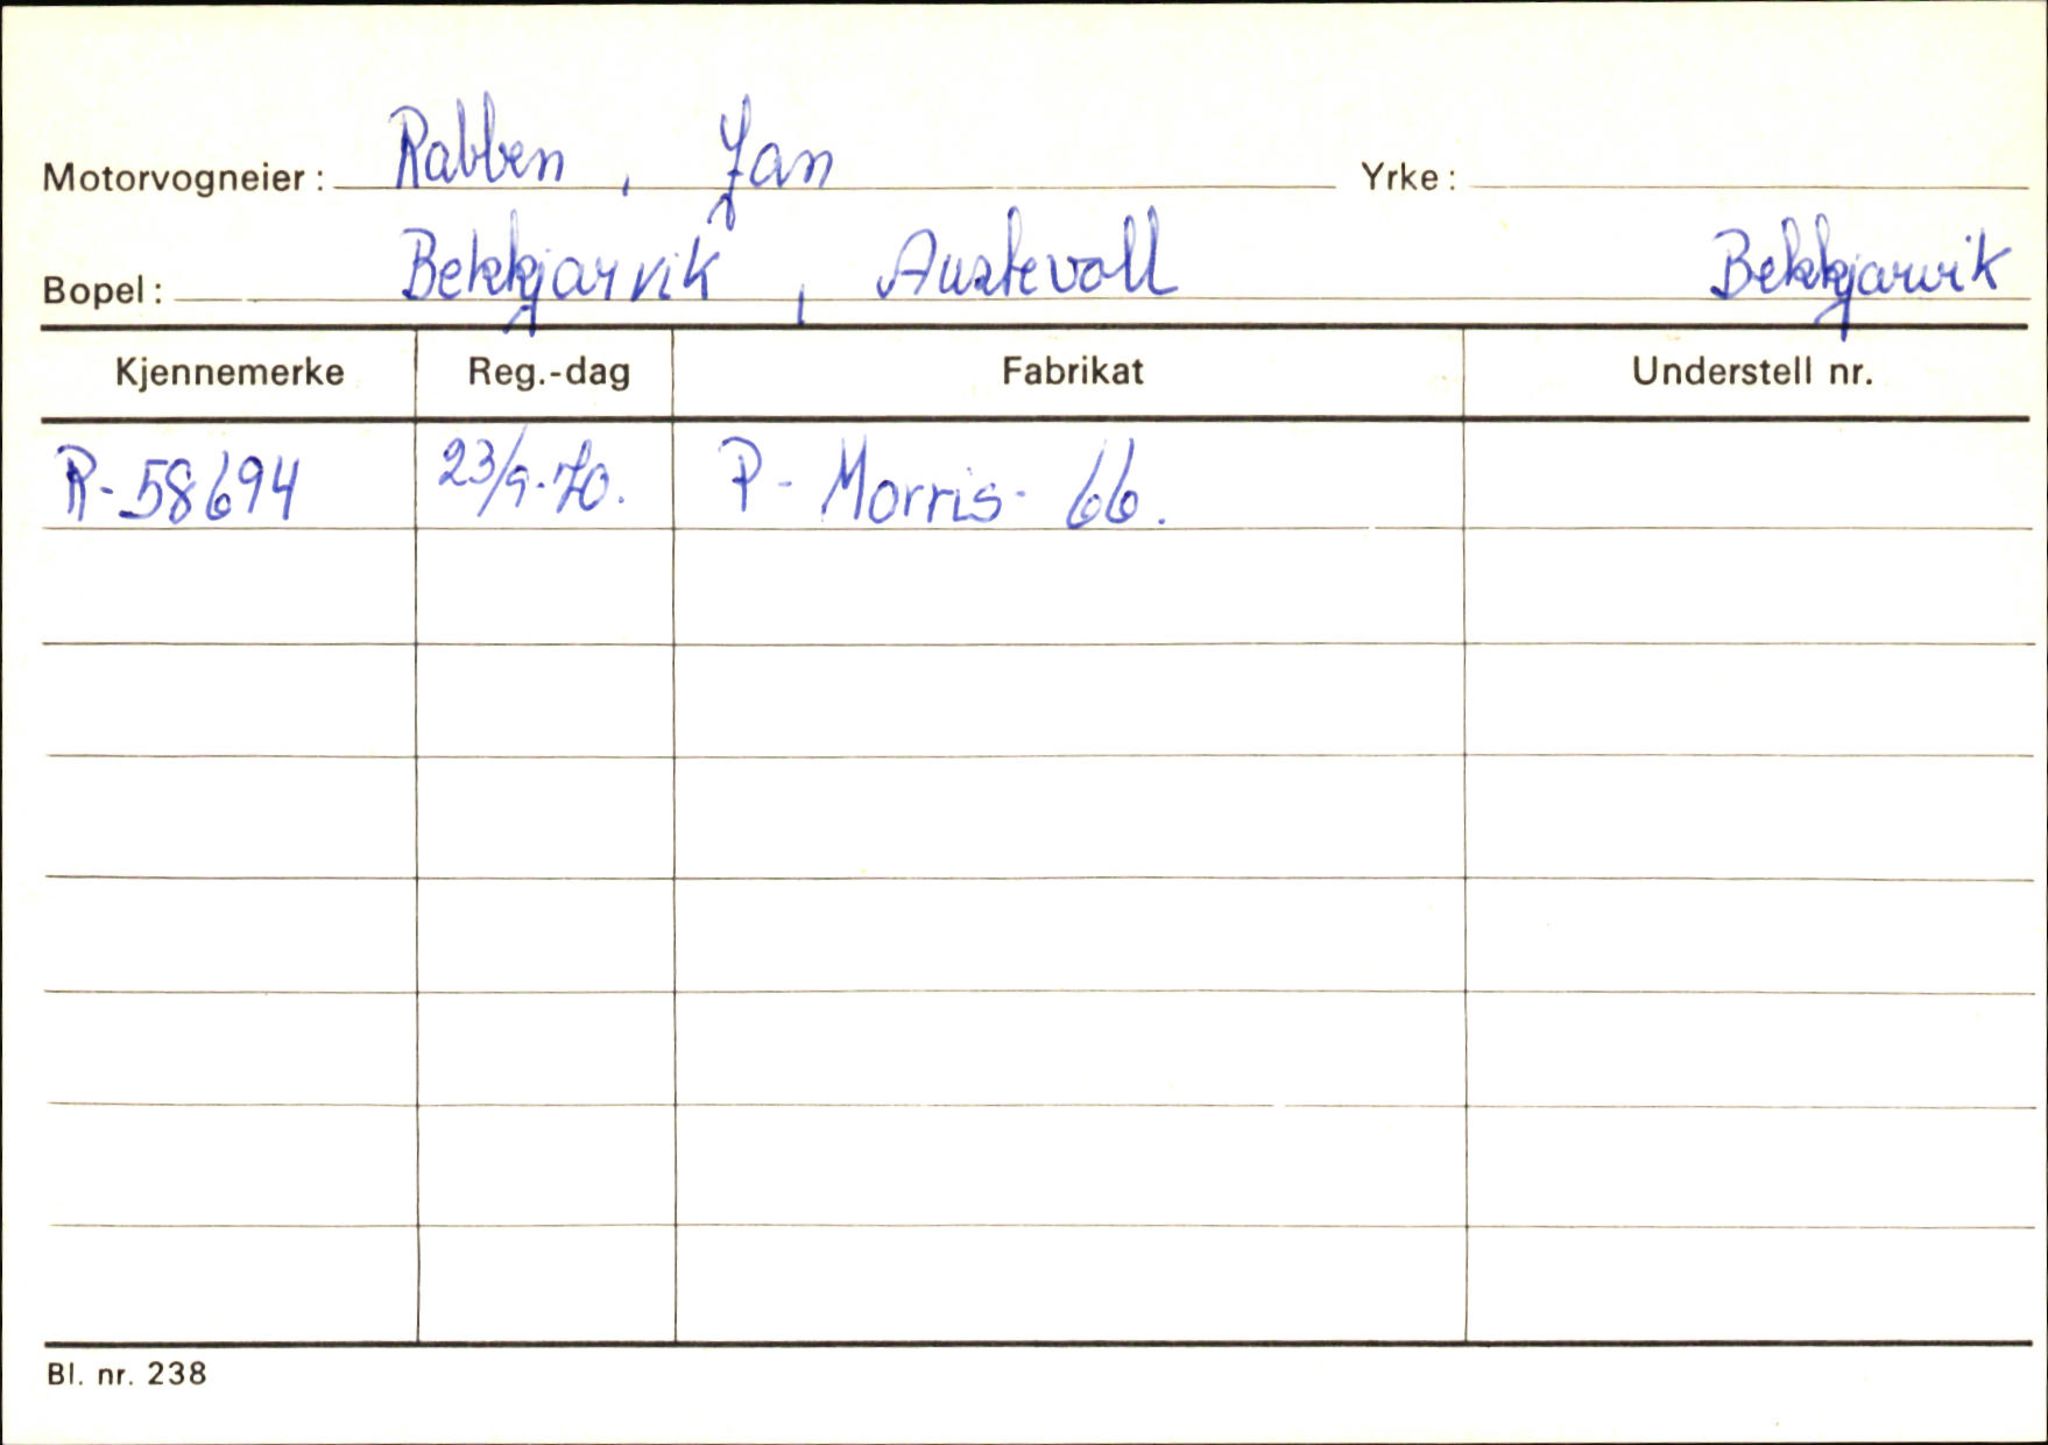 Motorvogneier: Rabben, Jan Yrke:
Bopel: Bekkjarvik, Austevoll Bekkjarvik
Kjennemerke Reg.-dag Fabrikat Understell nr.
R-58694 23/9-70. P- Morris- 66.
Bl. nr. 238